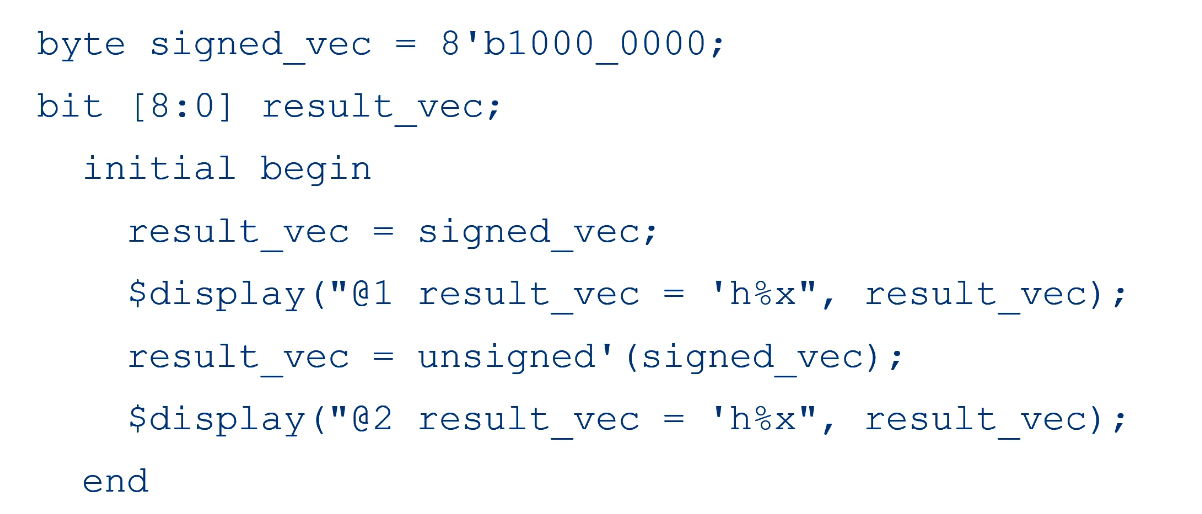 byte signed_vec = 8'b1000_0000;
bit [8:0] result_vec;
initial begin
result_vec = signed_vec;
$display("@1 result_vec = 'h%x", result_vec);
result_vec = unsigned'(signed_vec);
$display("@2 result_vec = 'h%x", result_vec);
end